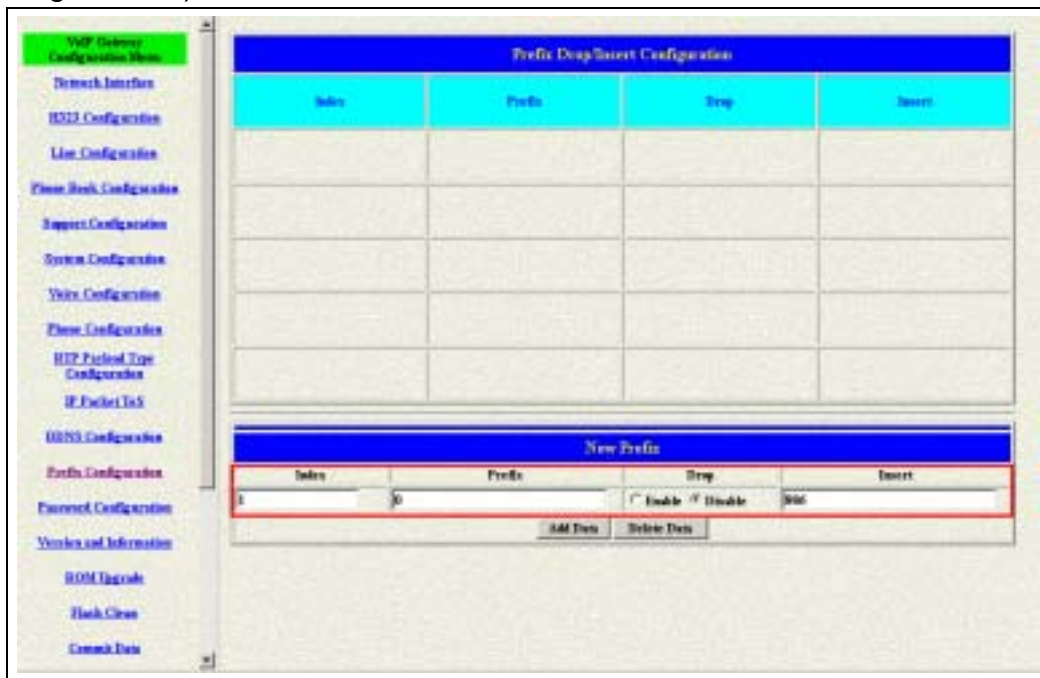 VoIP Gateway
Configuration Menu
Network Interface
H323 Configuration
Line Configuration
Phone Book Configuration
Support Configuration
System Configuration
Voice Configuration
Phone Configuration
RTP Payload Type
Configuration
IP Packet ToS
DDNS Configuration
Prefix Configuration
Password Configuration
Version and Information
ROM Upgrade
Flash Clean
Commit Data
Prefix Drop/Insert Configuration
Index Prefix Drop Insert
New Prefix
Index Prefix Drop Insert
1 0 Enable Disable 886
Add Data Delete Data